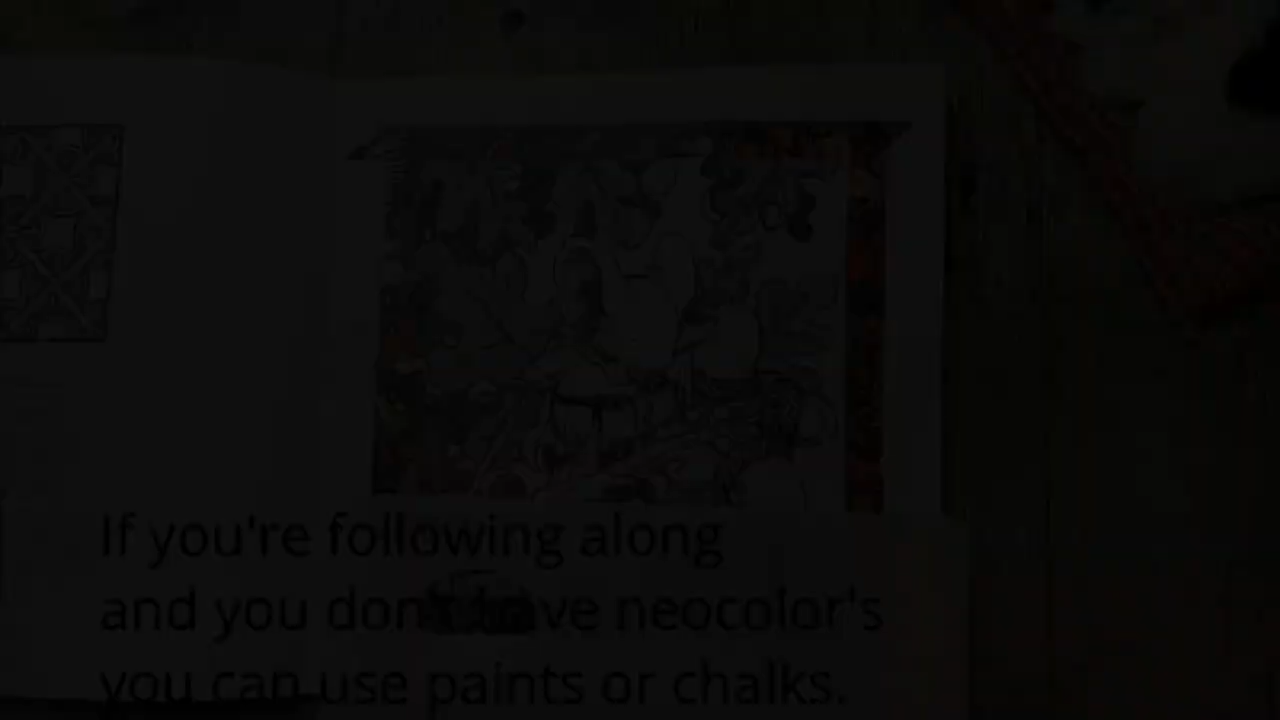 If you're following along
and you don't have neocolor's
you can use paints or chalks.